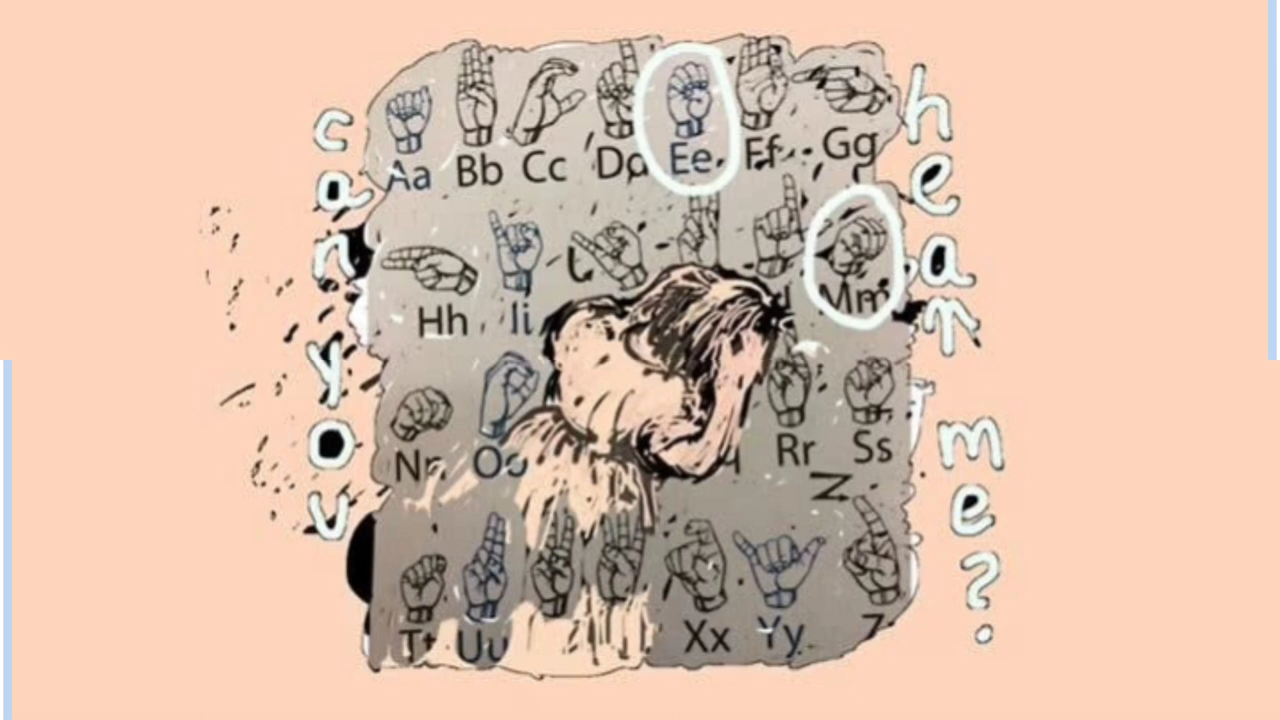 can you
hear me?
Aa Bb Cc Dd Ee Ff Gg
Hh Ii Mm
Nn Oo Rr Ss
Z
Tt Uu Xx Yy Z